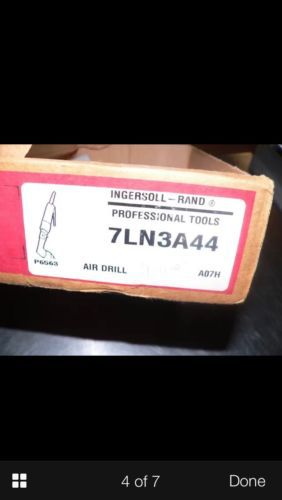 INGERSOLL-RAND ®
PROFESSIONAL TOOLS
7LN3A44
P6563
AIR DRILL
A07H
4 of 7
Done